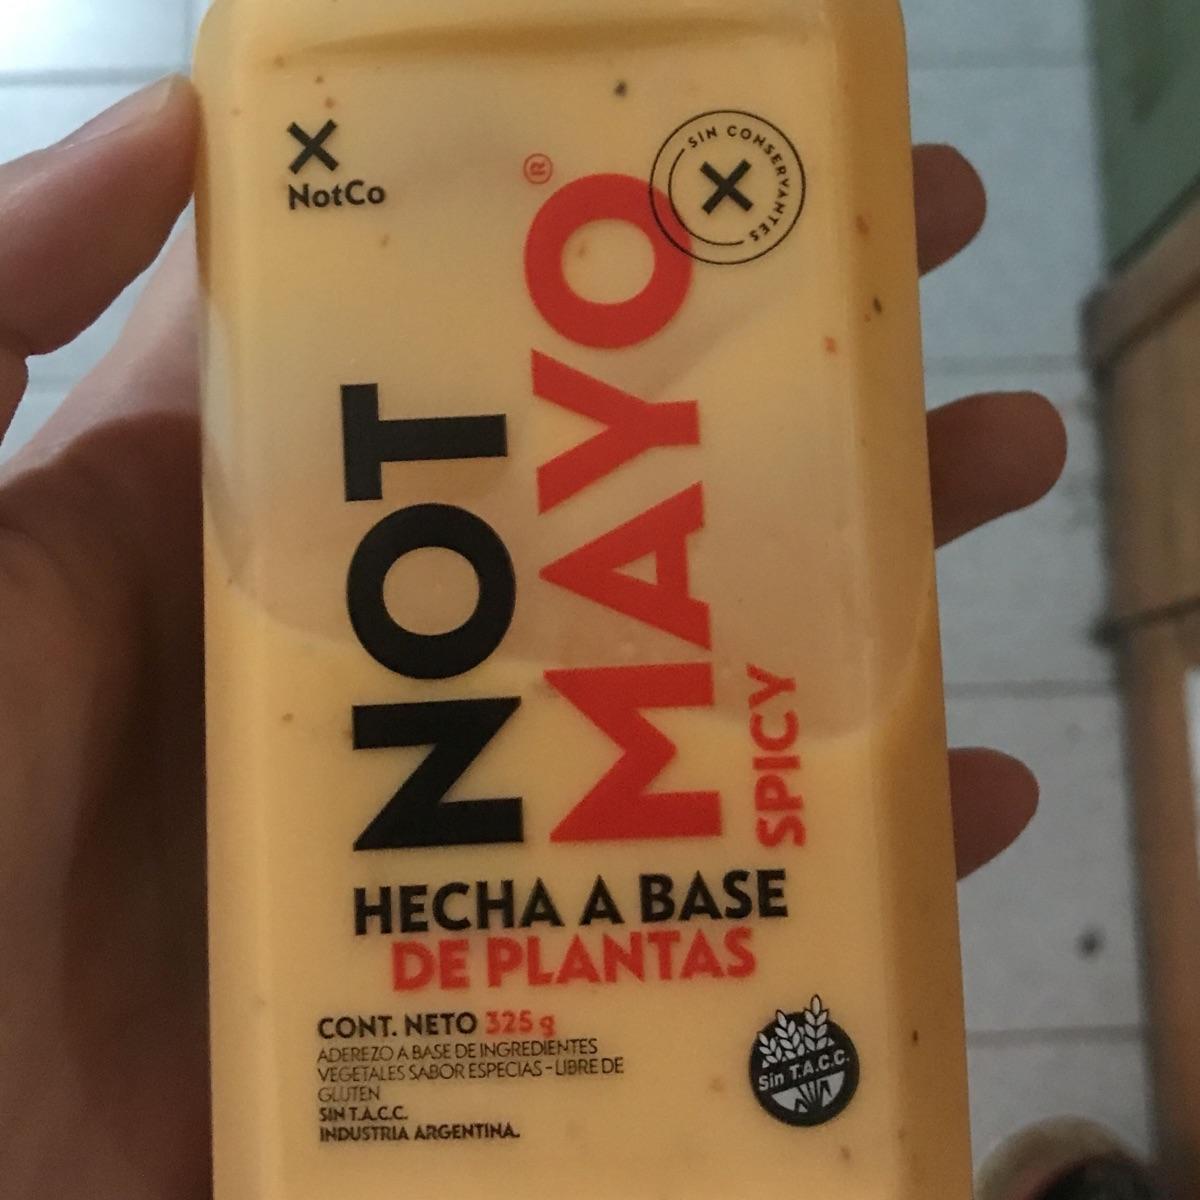 NotCo
SIN CONSERVANTES
NOT
MAYO®
SPICY
HECHA A BASE
DE PLANTAS
CONT. NETO 325 g
ADEREZO A BASE DE INGREDIENTES
VEGETALES SABOR ESPECIAS - LIBRE DE
GLUTEN
SIN T.A.C.C.
INDUSTRIA ARGENTINA.
Sin T.A.C.C.